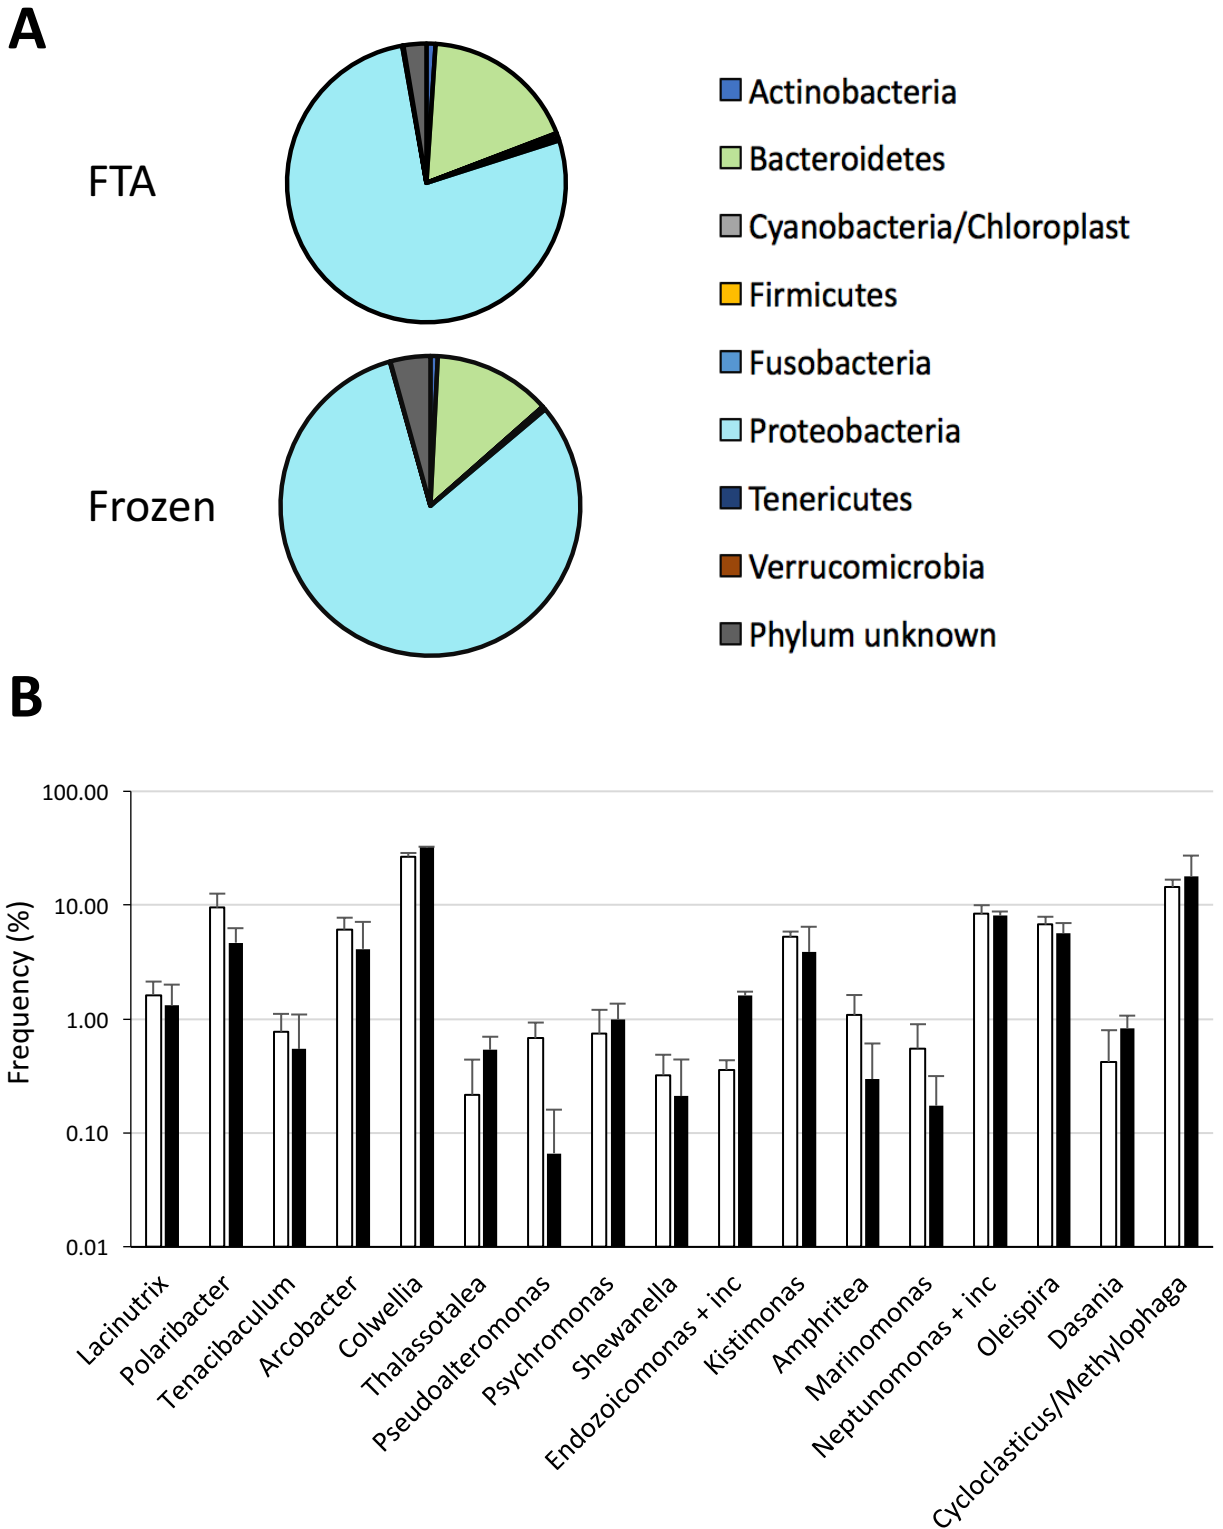 A
FTA
Frozen
Actinobacteria
Bacteroidetes
Cyanobacteria/Chloroplast
Firmicutes
Fusobacteria
Proteobacteria
Tenericutes
Verrucomicrobia
Phylum unknown
B
Frequency (%)
100.00
10.00
1.00
0.10
0.01
Lacinutrix
Polaribacter
Tenacibaculum
Arcobacter
Colwellia
Thalassotalea
Pseudoalteromonas
Psychromonas
Shewanella
Endozoicomonas + inc
Kistimonas
Amphritea
Marinomonas
Neptunomonas + inc
Oleispira
Dasania
Cycloclasticus/Methylophaga